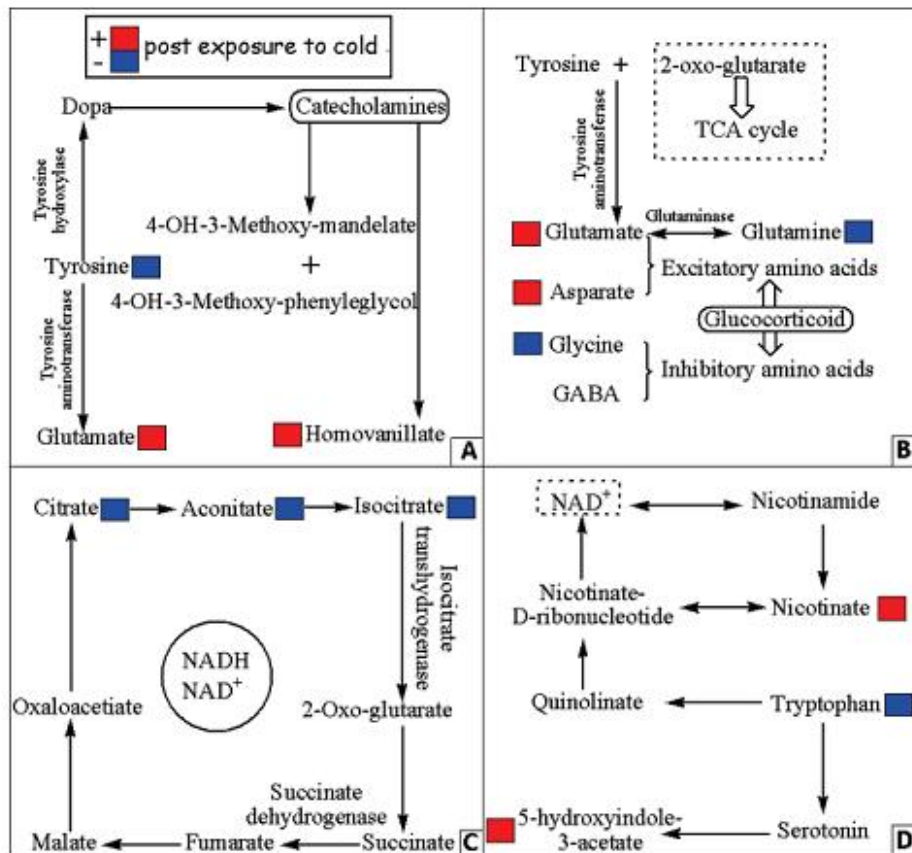 +
-
post exposure to cold
Dopa
Catecholamines
Tyrosine
hydroxylase
4-OH-3-Methoxy-mandelate
Tyrosine
+
4-OH-3-Methoxy-phenyleglycol
Tyrosine
aminotransferase
Glutamate
Homovanillate
A
Tyrosine +
2-oxo-glutarate
TCA cycle
Tyrosine
aminotransferase
Glutamate
Glutaminase
Glutamine
Excitatory amino acids
Asparate
Glucocorticoid
Glycine
Inhibitory amino acids
GABA
B
Citrate
Aconitate
Isocitrate
Isocitrate
transhydrogenase
NADH
NAD+
Oxaloacetiate
2-Oxo-glutarate
Succinate
dehydrogenase
Malate
Fumarate
Succinate
C
NAD+
Nicotinamide
Nicotinate-
D-ribonucleotide
Nicotinate
Quinolinate
Tryptophan
5-hydroxyindole-
3-acetate
Serotonin
D